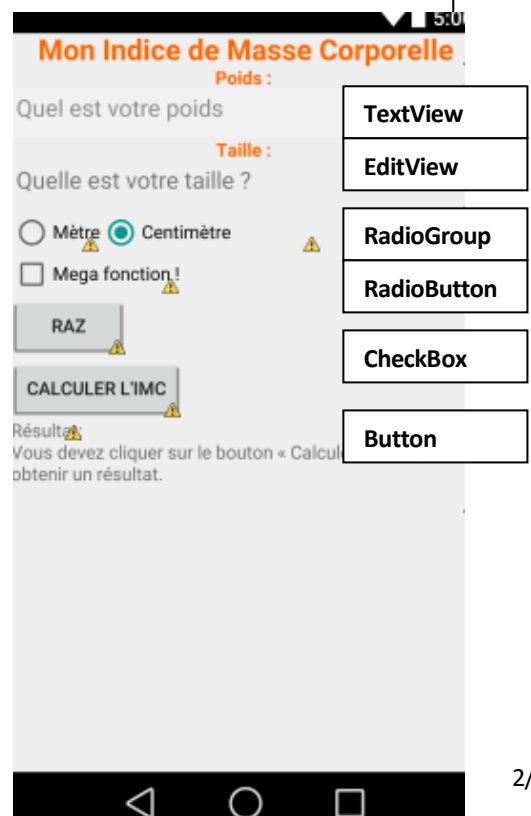 5:0
Mon Indice de Masse Corporelle
Poids :
Quel est votre poids
TextView
Taille :
EditView
Quelle est votre taille ?
Mètre Centimètre
RadioGroup
Mega fonction !
RadioButton
RAZ
CheckBox
CALCULER L'IMC
Résultat:
Button
Vous devez cliquer sur le bouton « Calcul
obtenir un résultat.
2/